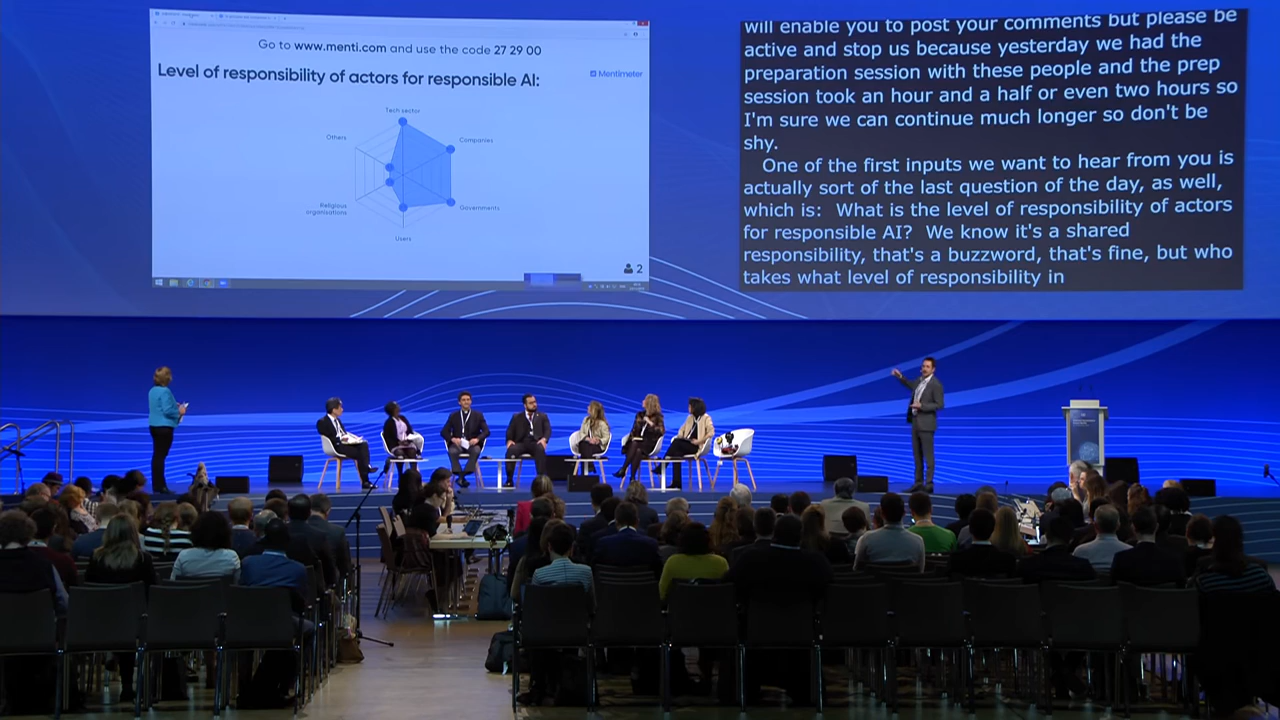 Go to www.menti.com and use the code 27 29 00
Level of responsibility of actors for responsible AI:
Mentimeter
Tech sector
Others
Companies
Religious
organisations
Governments
Users
2
will enable you to post your comments but please be
active and stop us because yesterday we had the
preparation session with these people and the prep
session took an hour and a half or even two hours so
I'm sure we can continue much longer so don't be
shy.
One of the first inputs we want to hear from you is
actually sort of the last question of the day, as well,
which is: What is the level of responsibility of actors
for responsible AI? We know it's a shared
responsibility, that's a buzzword, that's fine, but who
takes what level of responsibility in